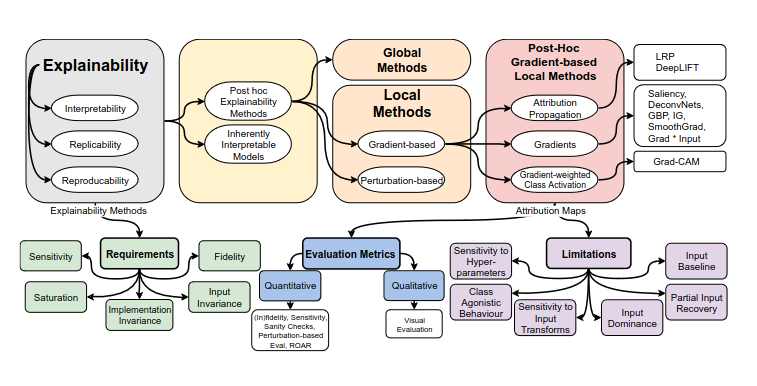 Explainability
Interpretability
Replicability
Reproducability
Explainability Methods
Post hoc
Explainability
Methods
Inherently
Interpretable
Models
Global
Methods
Local
Methods
Gradient-based
Perturbation-based
Post-Hoc
Gradient-based
Local Methods
Attribution
Propagation
Gradients
Gradient-weighted
Class Activation
Attribution Maps
LRP
DeepLIFT
Saliency,
DeconvNets,
GBP, IG,
SmoothGrad,
Grad * Input
Grad-CAM
Requirements
Sensitivity
Saturation
Implementation
Invariance
Input
Invariance
Fidelity
Evaluation Metrics
Quantitative
(In)fidelity, Sensitivity,
Sanity Checks,
Perturbation-based
Eval, ROAR
Qualitative
Visual
Evaluation
Limitations
Sensitivity to
Hyper-
parameters
Class
Agonistic
Behaviour
Sensitivity to
Input
Transforms
Input
Dominance
Partial Input
Recovery
Input
Baseline